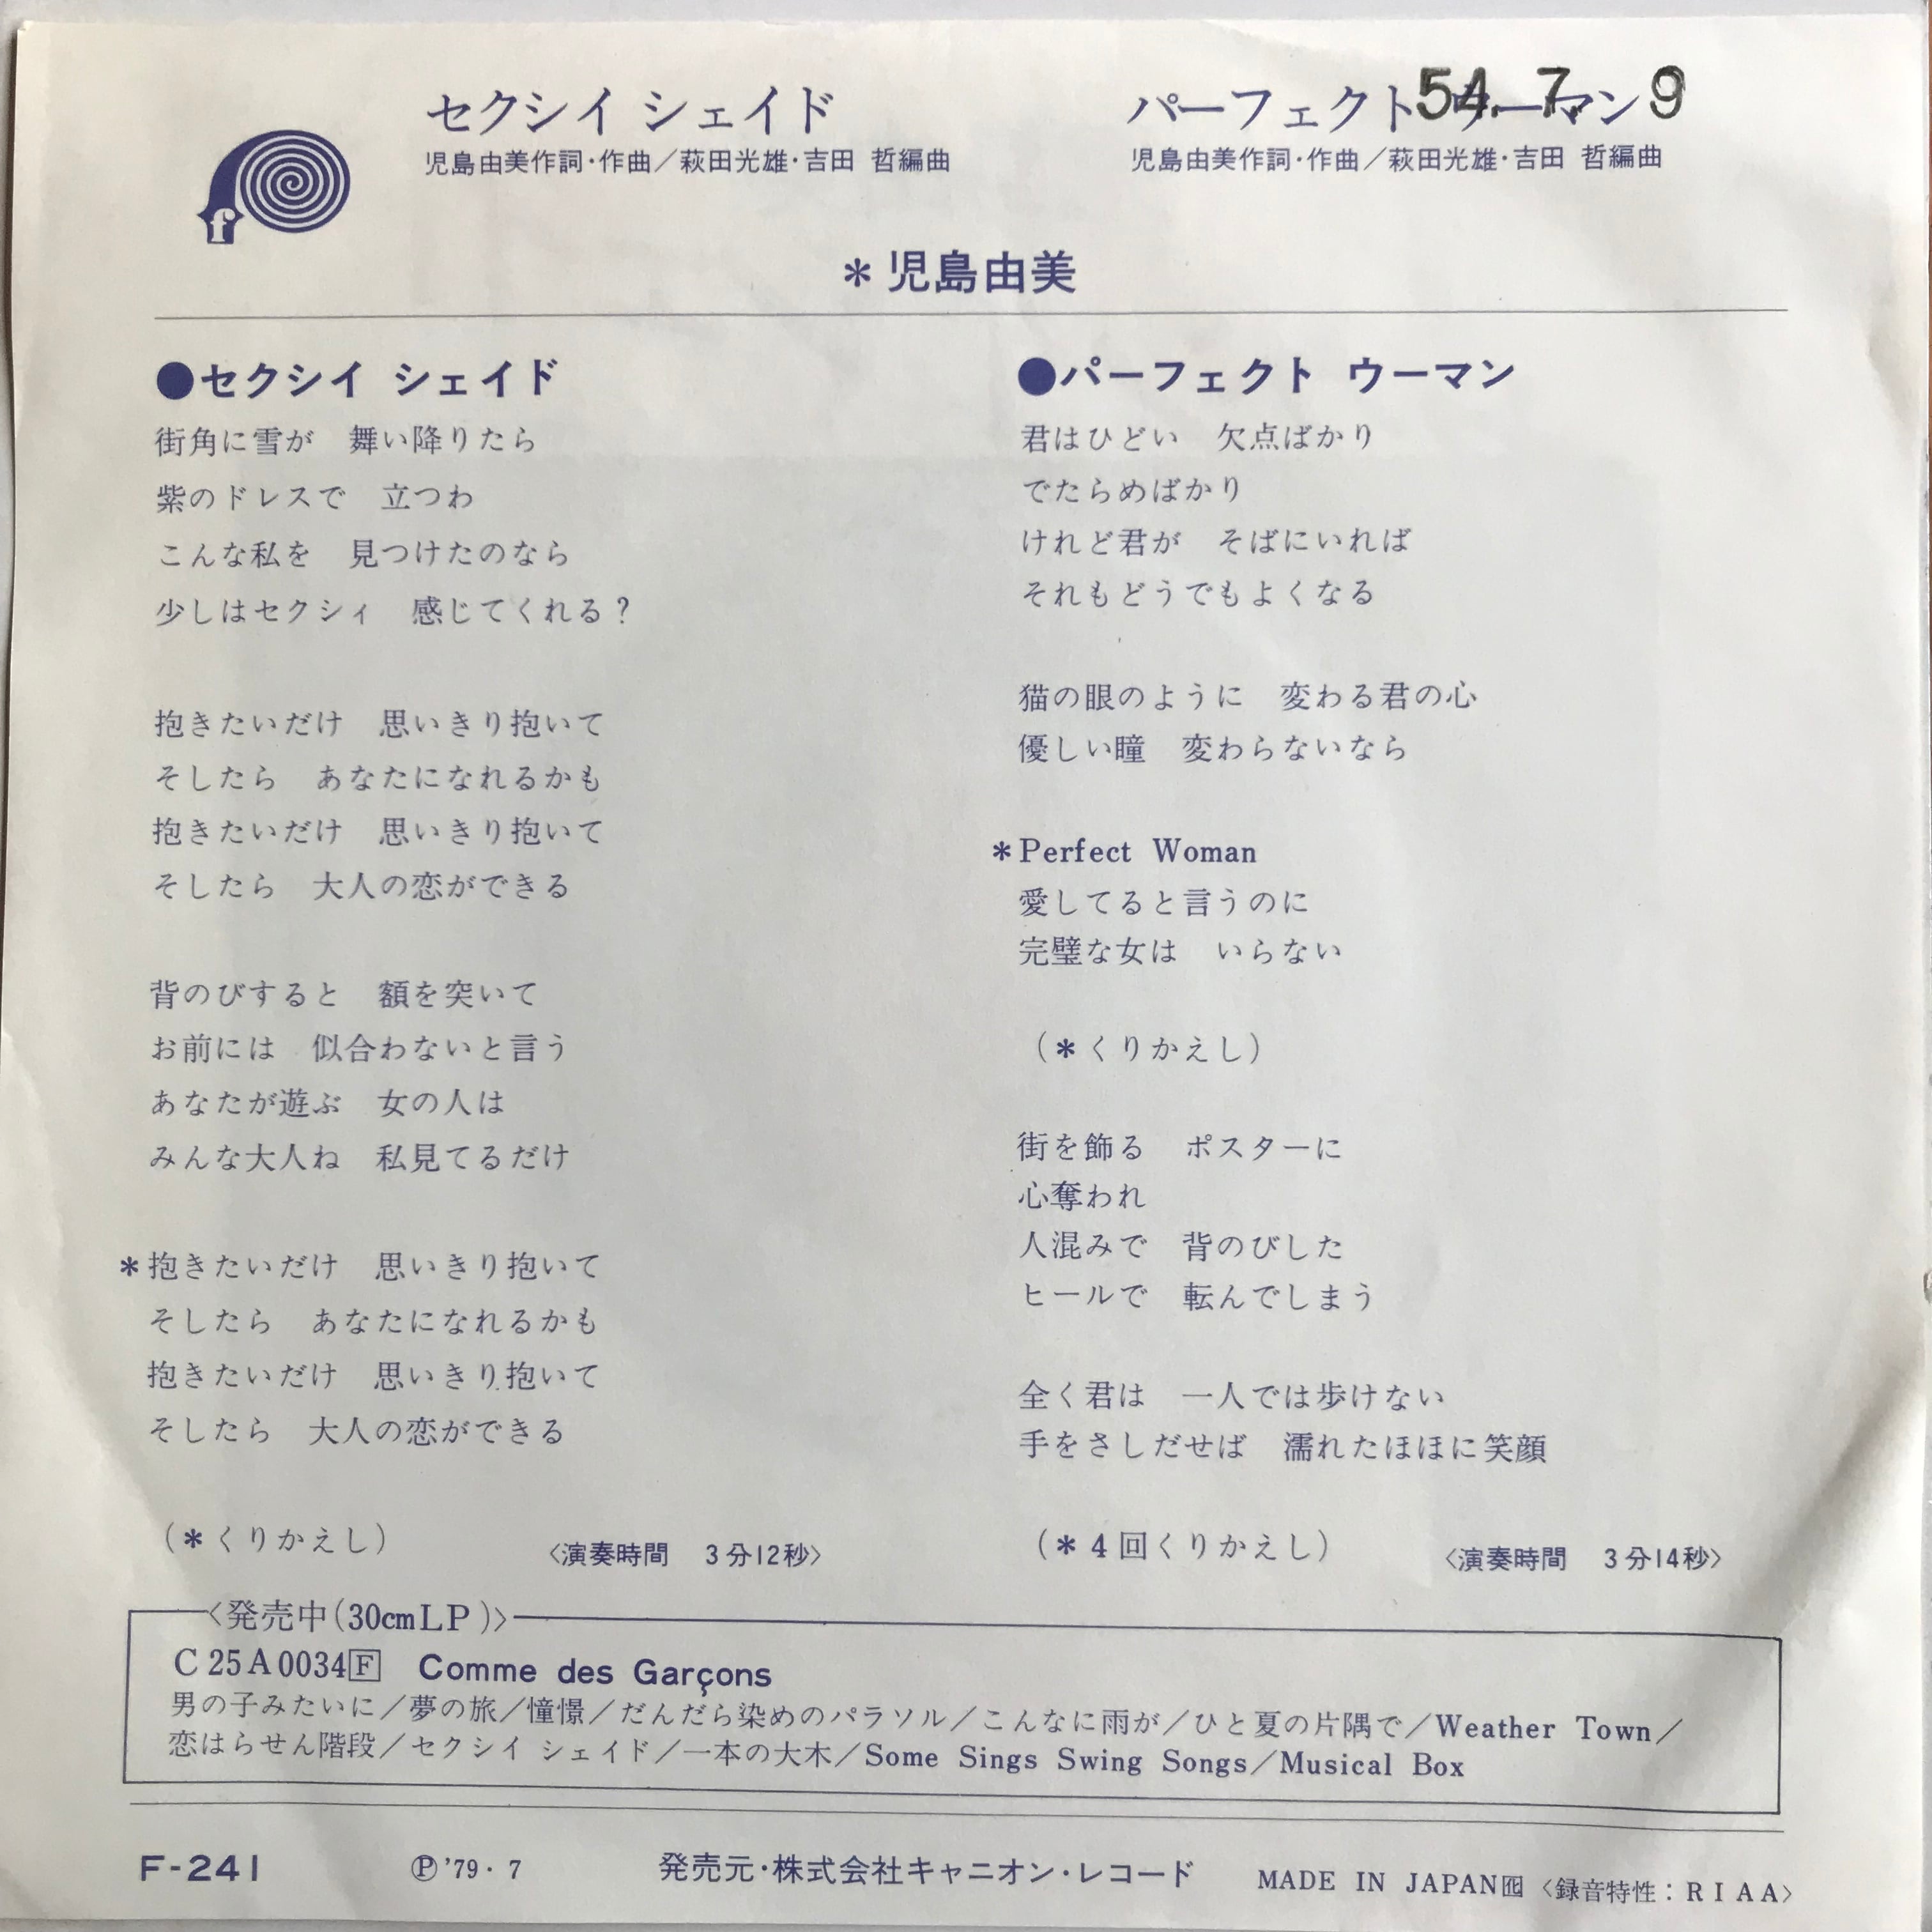 セクシイ シェイド
児島由美作詞・作曲／萩田光雄・吉田 哲編曲
パーフェクト ウーマン
54. 7. 9
児島由美作詞・作曲／萩田光雄・吉田 哲編曲
f
＊児島由美
●セクシイ シェイド
街角に雪が　舞い降りたら
紫のドレスで　立つわ
こんな私を　見つけたのなら
少しはセクシィ　感じてくれる？
抱きたいだけ　思いきり抱いて
そしたら　あなたになれるかも
抱きたいだけ　思いきり抱いて
そしたら　大人の恋ができる
背のびすると　額を突いて
お前には　似合わないと言う
あなたが遊ぶ　女の人は
みんな大人ね　私見てるだけ
＊抱きたいだけ　思いきり抱いて
そしたら　あなたになれるかも
抱きたいだけ　思いきり抱いて
そしたら　大人の恋ができる
（＊くりかえし）
〈演奏時間　3分12秒〉
●パーフェクト ウーマン
君はひどい　欠点ばかり
でたらめばかり
けれど君が　そばにいれば
それもどうでもよくなる
猫の眼のように　変わる君の心
優しい瞳　変わらないなら
＊Perfect Woman
愛してると言うのに
完璧な女は　いらない
（＊くりかえし）
街を飾る　ポスターに
心奪われ
人混みで　背のびした
ヒールで　転んでしまう
全く君は　一人では歩けない
手をさしだせば　濡れたほほに笑顔
（＊4回くりかえし）
〈演奏時間　3分14秒〉
〈発売中(30cmLP)〉
C25A0034F　Comme des Garçons
男の子みたいに／夢の旅／憧憬／だんだら染めのパラソル／こんなに雨が／ひと夏の片隅で／Weather Town／
恋はらせん階段／セクシイ シェイド／一本の大木／Some Sings Swing Songs／Musical Box
F-241　Ⓟ'79・7　発売元・株式会社キャニオン・レコード　MADE IN JAPAN　〈録音特性：RIAA〉